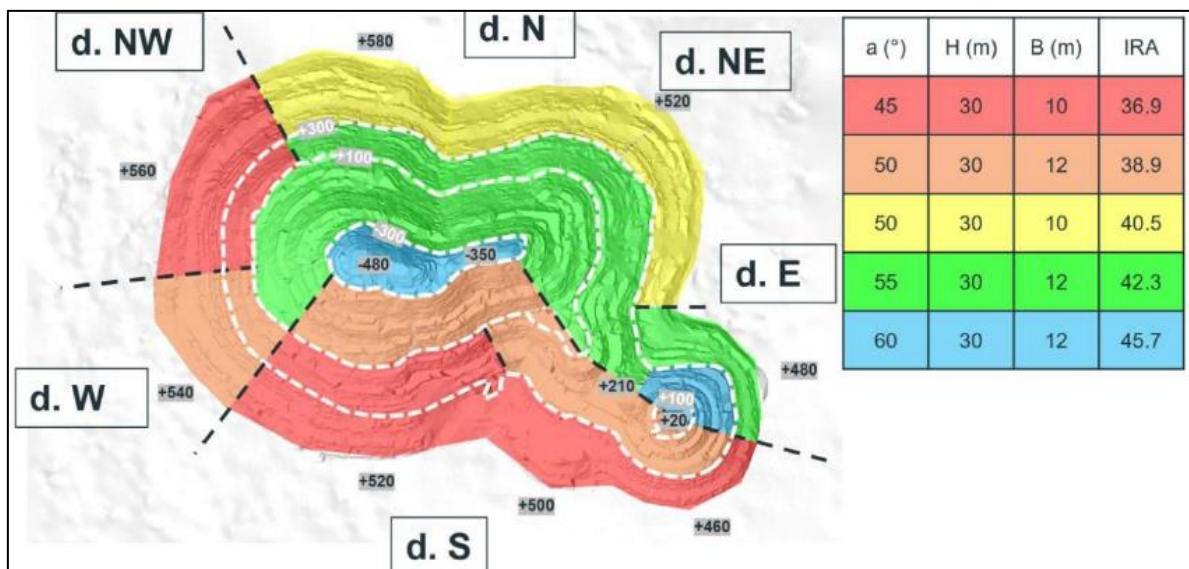 d. NW
+580
d. N
d. NE
+520
+300
+100
+560
-300
-350
-480
d. E
+480
+210
+100
+20
d. W
+540
+520
+500
+460
d. S
a (°) H (m) B (m) IRA
45 30 10 36.9
50 30 12 38.9
50 30 10 40.5
55 30 12 42.3
60 30 12 45.7